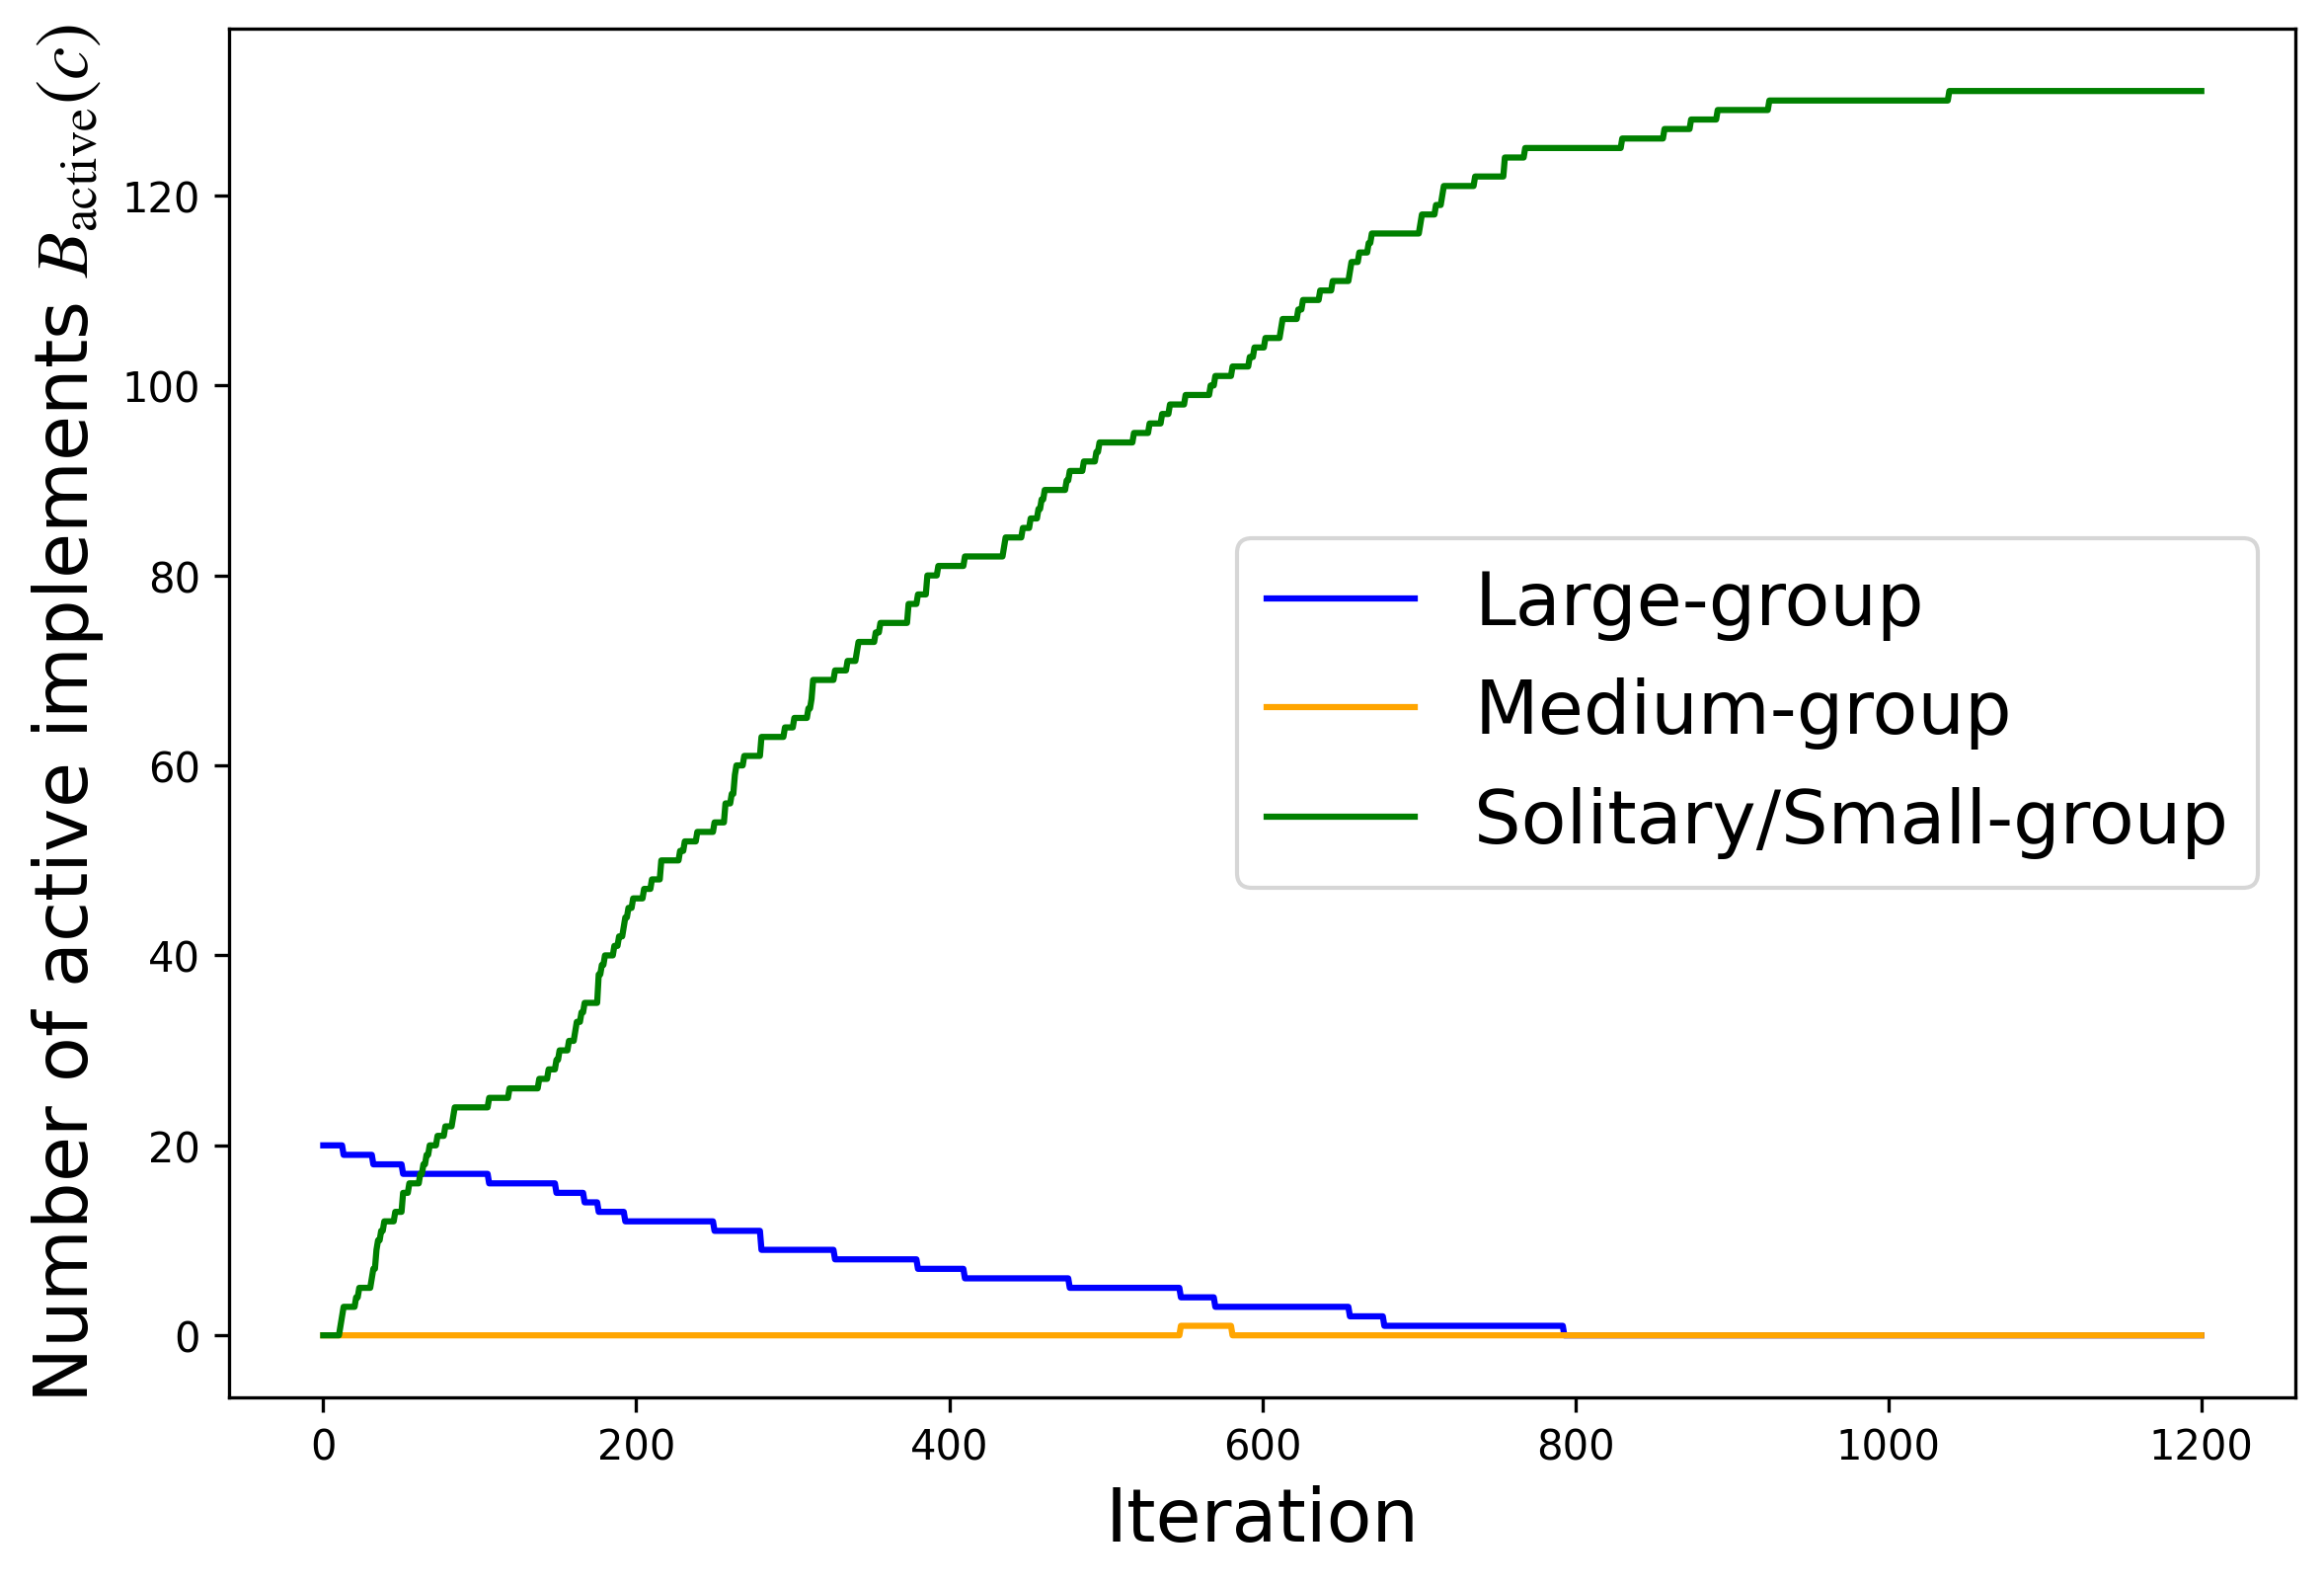 Number of active implements B_active(c)
120
100
80
60
40
20
0
Large-group
Medium-group
Solitary/Small-group
0 200 400 600 800 1000 1200
Iteration